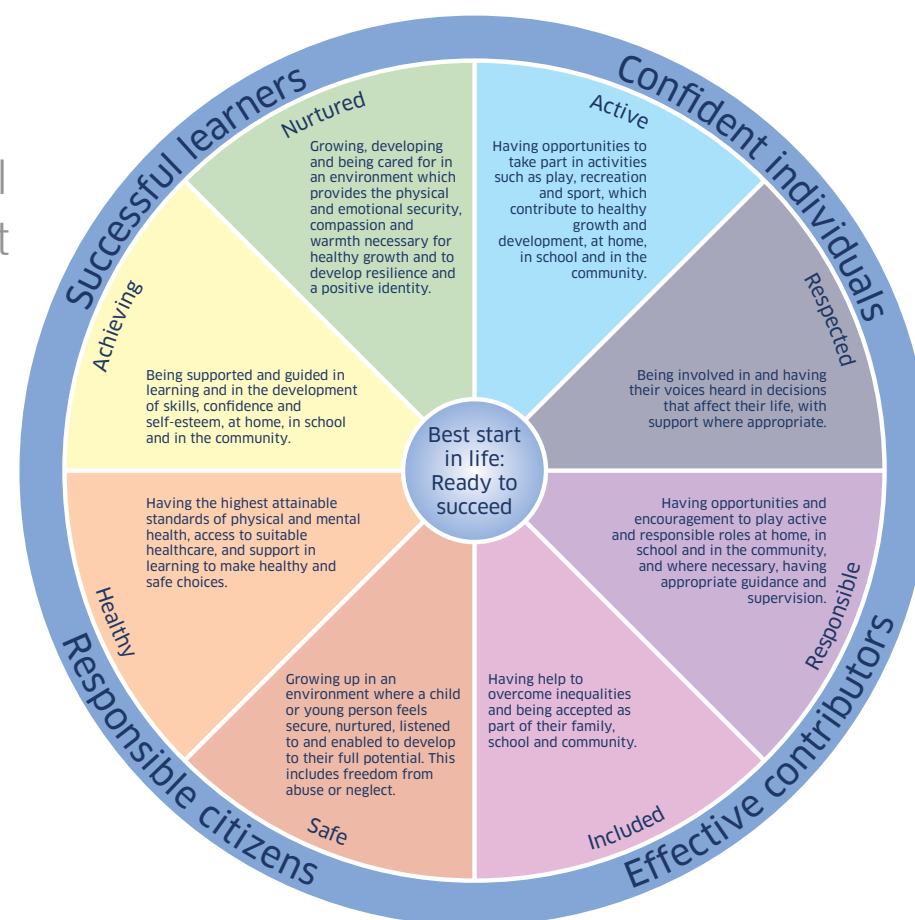 l
t
Successful learners
Confident individuals
Nurtured
Growing, developing
and being cared for in
an environment which
provides the physical
and emotional security,
compassion and
warmth necessary for
healthy growth and to
develop resilience and
a positive identity.
Active
Having opportunities to
take part in activities
such as play, recreation
and sport, which
contribute to healthy
growth and
development, at home,
in school and in the
community.
Respected
Being involved in and having
their voices heard in decisions
that affect their life, with
support where appropriate.
Responsible
Having opportunities and
encouragement to play active
and responsible roles at home, in
school and in the community,
and where necessary, having
appropriate guidance and
supervision.
Included
Having help to
overcome inequalities
and being accepted as
part of their family,
school and community.
Safe
Growing up in an
environment where a child
or young person feels
secure, nurtured, listened
to and enabled to develop
to their full potential. This
includes freedom from
abuse or neglect.
Healthy
Having the highest attainable
standards of physical and mental
health, access to suitable
healthcare, and support in
learning to make healthy and
safe choices.
Achieving
Being supported and guided in
learning and in the development
of skills, confidence and
self-esteem, at home, in school
and in the community.
Best start
in life:
Ready to
succeed
Responsible citizens
Effective contributors